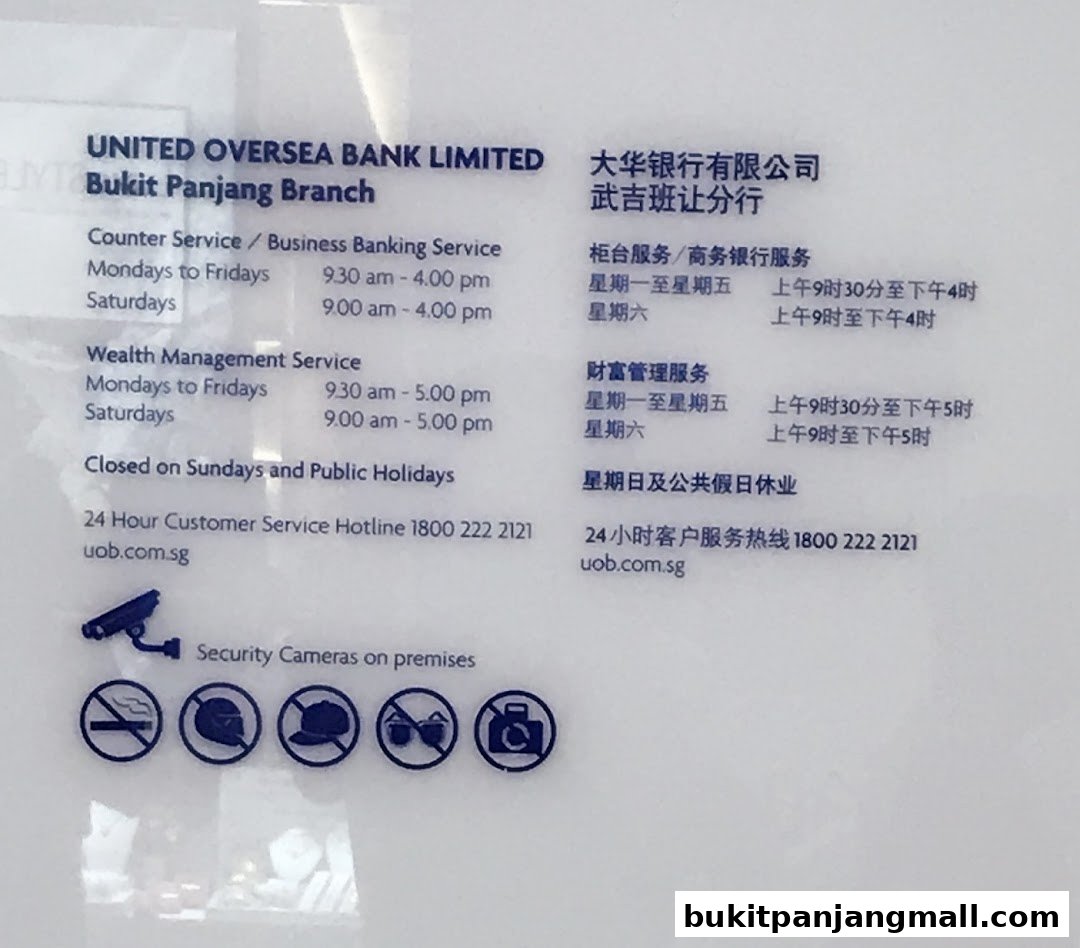 UNITED OVERSEA BANK LIMITED
Bukit Panjang Branch
Counter Service / Business Banking Service
Mondays to Fridays 9.30 am - 4.00 pm
Saturdays 9.00 am - 4.00 pm
Wealth Management Service
Mondays to Fridays 9.30 am - 5.00 pm
Saturdays 9.00 am - 5.00 pm
Closed on Sundays and Public Holidays
24 Hour Customer Service Hotline 1800 222 2121
uob.com.sg
Security Cameras on premises
大华银行有限公司
武吉班让分行
柜台服务/商务银行服务
星期一至星期五 上午9时30分至下午4时
星期六 上午9时至下午4时
财富管理服务
星期一至星期五 上午9时30分至下午5时
星期六 上午9时至下午5时
星期日及公共假日休业
24小时客户服务热线1800 222 2121
uob.com.sg
bukitpanjangmall.com